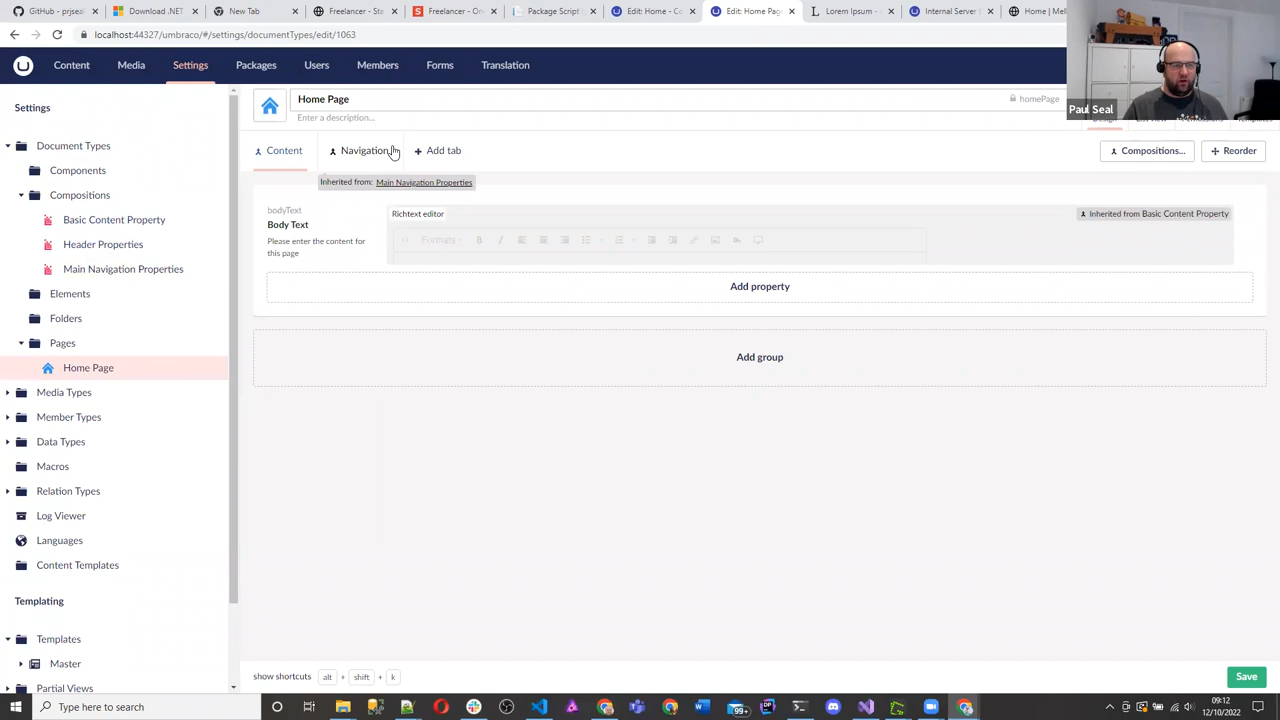 GitHub - prjseal
Download .NET
New Tab
Freelancer - Sta
Freelancer - On
Package Script
Edit: Home - Co
Edit: Home Pag
Lorem Ipsum -
Internal Server
Home | Mel
localhost:44327/umbraco/#/settings/documentTypes/edit/1063
Content
Media
Settings
Packages
Users
Members
Forms
Translation
Paul Seal
Settings
Document Types
Components
Compositions
Basic Content Property
Header Properties
Main Navigation Properties
Elements
Folders
Pages
Home Page
Media Types
Member Types
Data Types
Macros
Relation Types
Log Viewer
Languages
Content Templates
Templating
Templates
Master
Partial Views
Home Page
homePage
Enter a description...
Content
Navigation
Add tab
Compositions...
Reorder
Inherited from: Main Navigation Properties
bodyText
Body Text
Please enter the content for
this page
Richtext editor
Inherited from Basic Content Property
Formats
Add property
Add group
show shortcuts alt + shift + k
Save
Type here to search
99+
09:12
12/10/2022